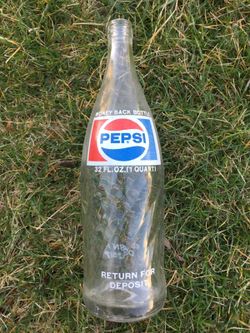 MONEY BACK BOTTLE
PEPSI
32 FL. OZ. (1 QUART)
RETURN FOR
DEPOSIT